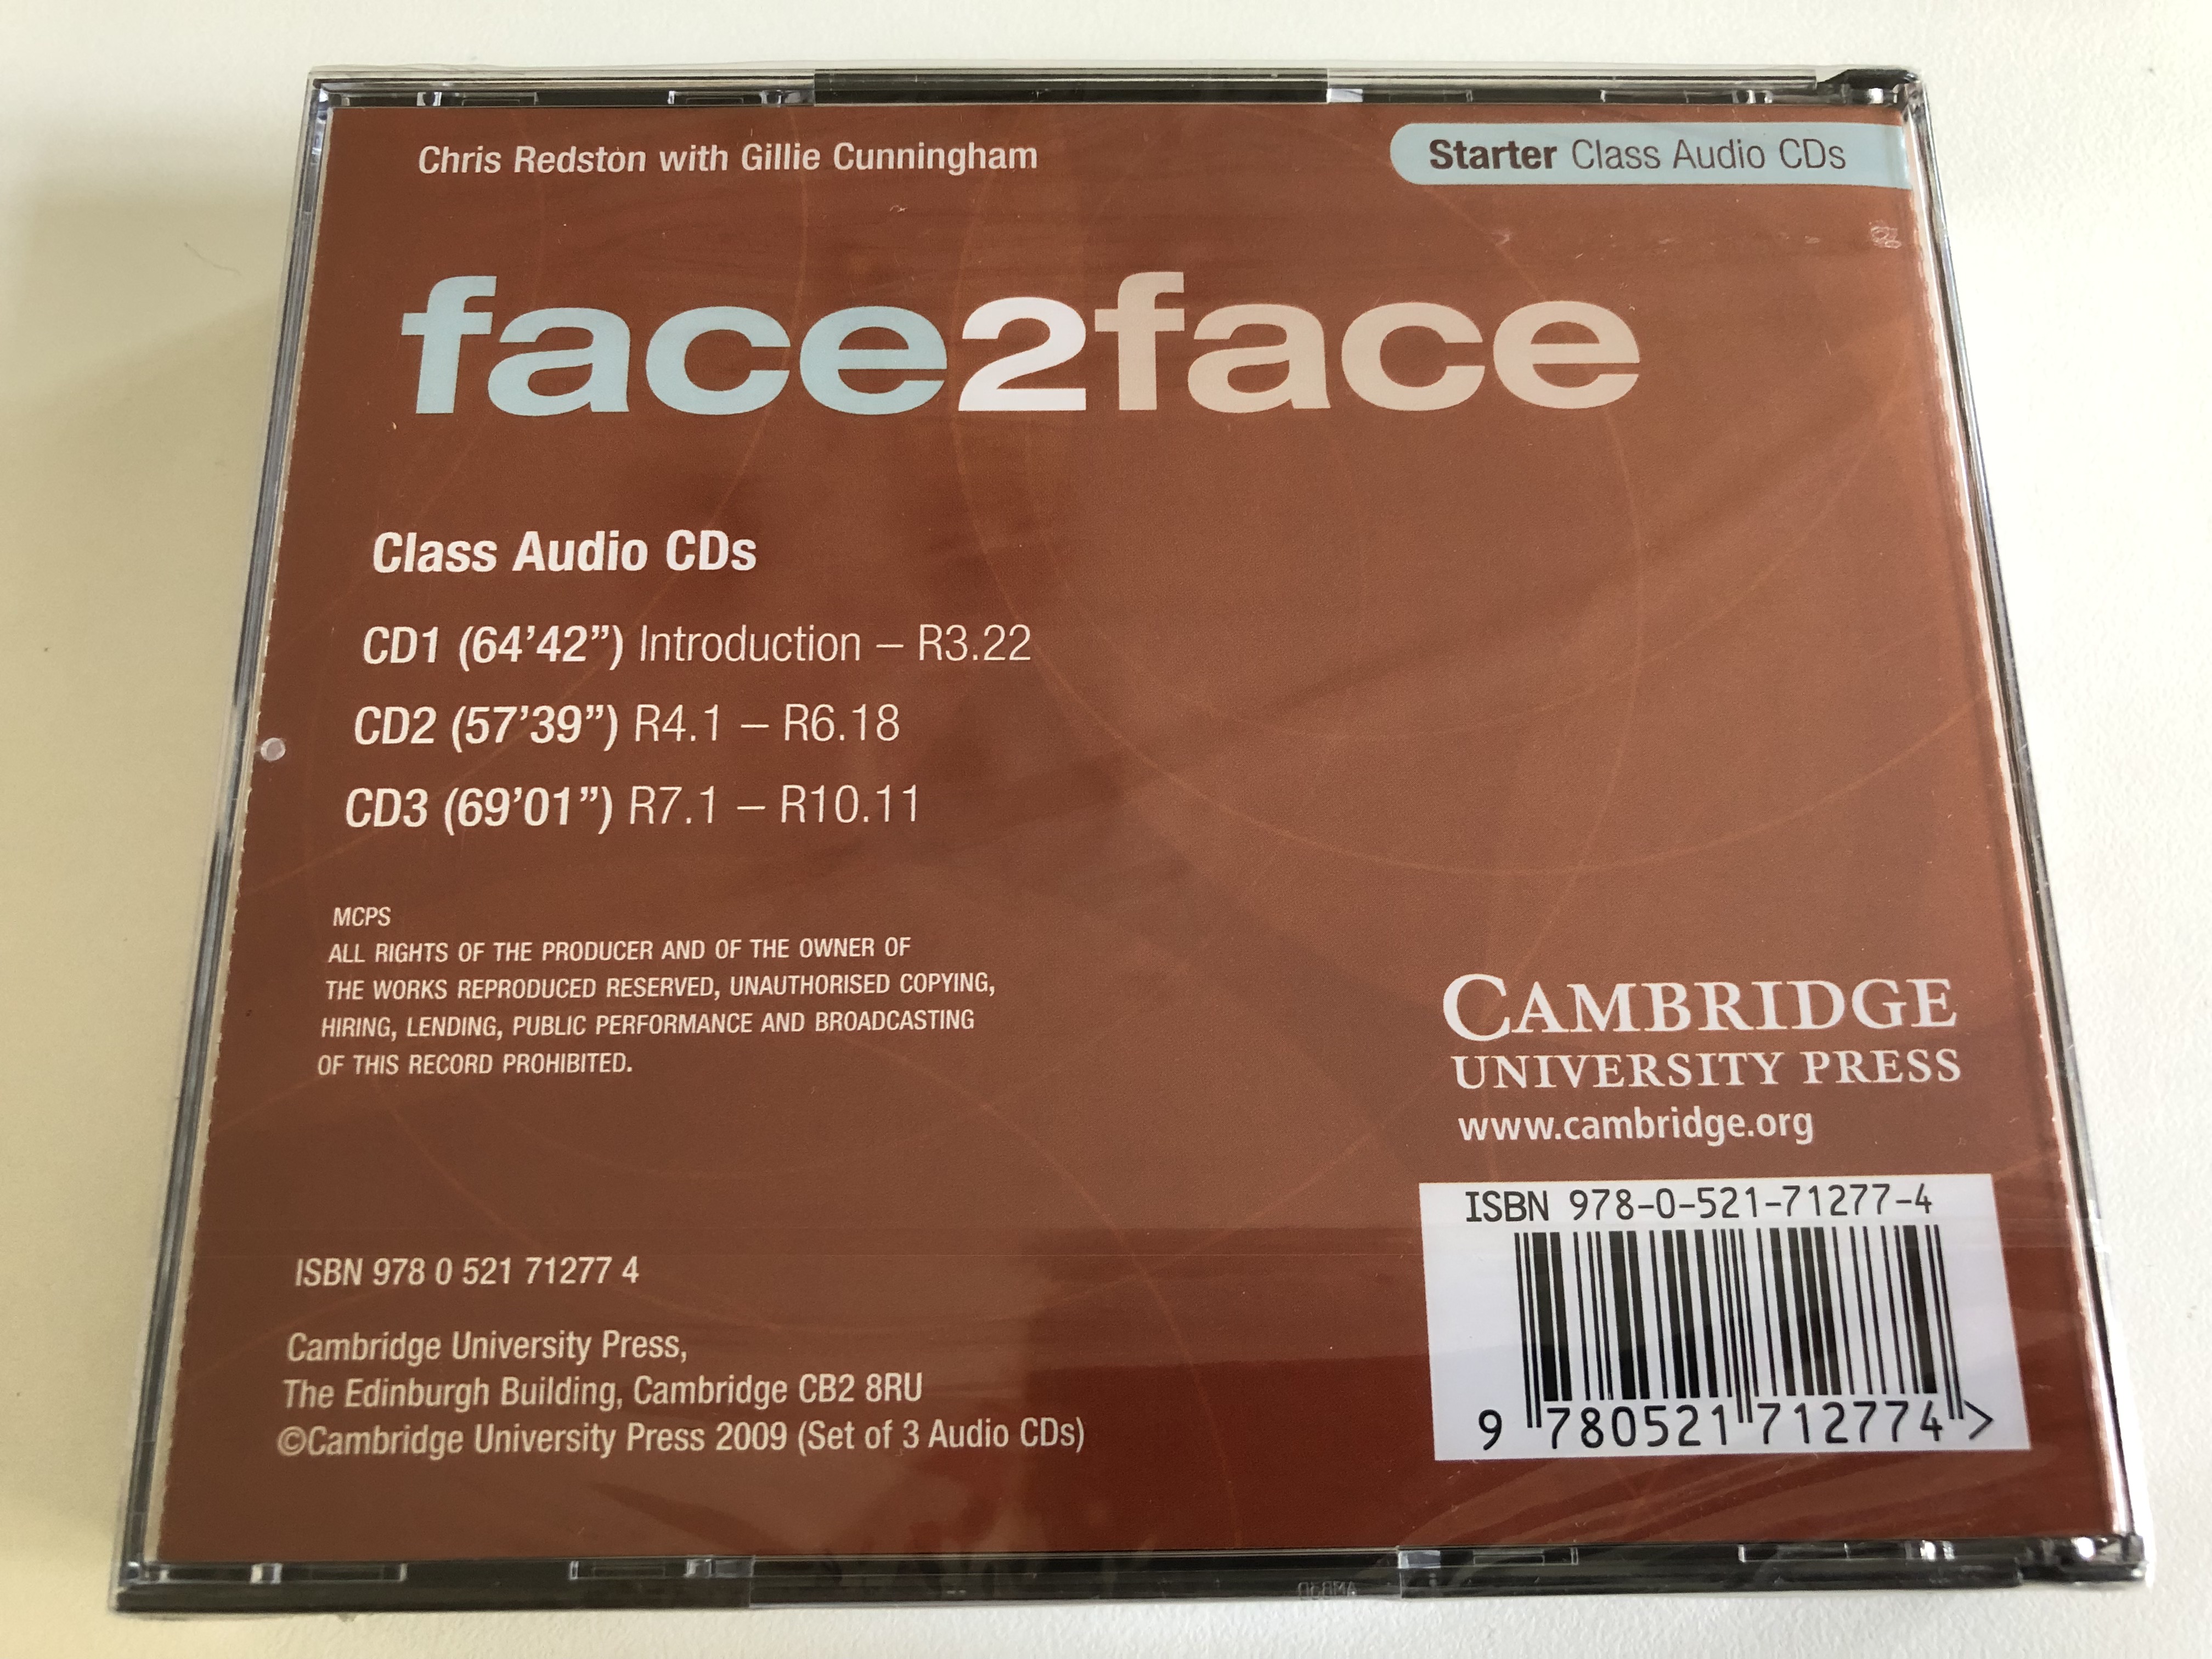 Chris Redston with Gillie Cunningham
Starter Class Audio CDs
face2face
Class Audio CDs
CD1 (64'42”) Introduction – R3.22
CD2 (57'39”) R4.1 – R6.18
CD3 (69'01”) R7.1 – R10.11
MCPS
ALL RIGHTS OF THE PRODUCER AND OF THE OWNER OF
THE WORKS REPRODUCED RESERVED, UNAUTHORISED COPYING,
HIRING, LENDING, PUBLIC PERFORMANCE AND BROADCASTING
OF THIS RECORD PROHIBITED.
CAMBRIDGE
UNIVERSITY PRESS
www.cambridge.org
ISBN 978 0 521 71277 4
Cambridge University Press,
The Edinburgh Building, Cambridge CB2 8RU
©Cambridge University Press 2009 (Set of 3 Audio CDs)
ISBN 978-0-521-71277-4
9 780521 712774 >